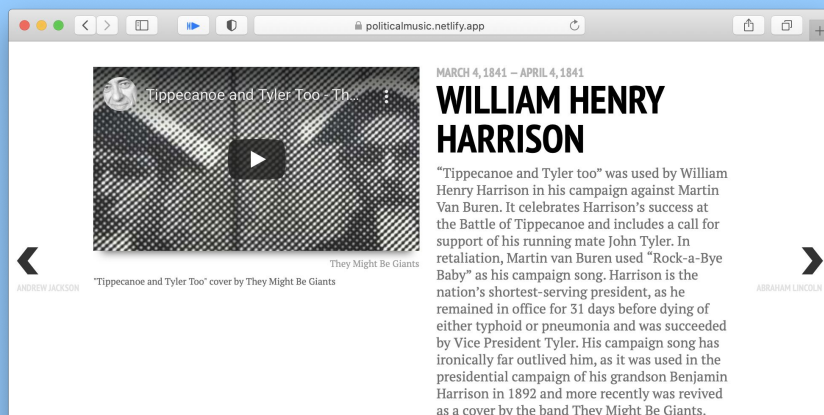 politicalmusic.netlify.app
Tippecanoe and Tyler Too - Th...
They Might Be Giants
"Tippecanoe and Tyler Too" cover by They Might Be Giants
ANDREW JACKSON
MARCH 4, 1841 — APRIL 4, 1841
WILLIAM HENRY
HARRISON
“Tippecanoe and Tyler too” was used by William
Henry Harrison in his campaign against Martin
Van Buren. It celebrates Harrison’s success at
the Battle of Tippecanoe and includes a call for
support of his running mate John Tyler. In
retaliation, Martin van Buren used “Rock-a-Bye
Baby” as his campaign song. Harrison is the
nation’s shortest-serving president, as he
remained in office for 31 days before dying of
either typhoid or pneumonia and was succeeded
by Vice President Tyler. His campaign song has
ironically far outlived him, as it was used in the
presidential campaign of his grandson Benjamin
Harrison in 1892 and more recently was revived
as a cover by the band They Might Be Giants.
ABRAHAM LINCOLN